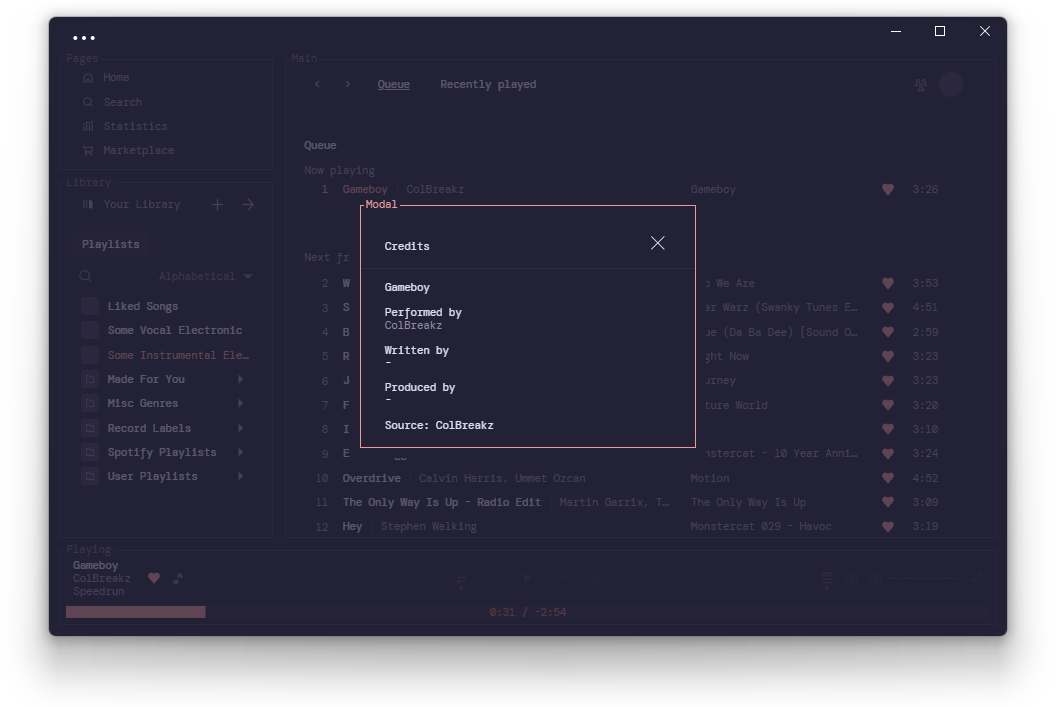 Pages
Home
Search
Statistics
Marketplace
Library
Your Library
Playlists
Alphabetical
Liked Songs
Some Vocal Electronic
Some Instrumental Ele…
Made For You
Misc Genres
Record Labels
Spotify Playlists
User Playlists
Main
Queue Recently played
Queue
Now playing
1 Gameboy ColBreakz Gameboy 3:26
Next fr
2 W o We Are 3:53
3 S ar Warz (Swanky Tunes E… 4:51
4 B ue (Da Ba Dee) [Sound O… 2:59
5 R ght Now 3:23
6 J urney 3:23
7 F ture World 3:20
8 I 3:10
9 E nstercat - 10 Year Anni… 3:24
10 Overdrive Calvin Harris, Ummet Ozcan Motion 4:52
11 The Only Way Is Up - Radio Edit Martin Garrix, T… The Only Way Is Up 3:09
12 Hey Stephen Walking Monstercat 029 - Havoc 3:19
Modal
Credits
Gameboy
Performed by
ColBreakz
Written by
-
Produced by
-
Source: ColBreakz
Playing
Gameboy
ColBreakz
Speedrun
0:31 / -2:54